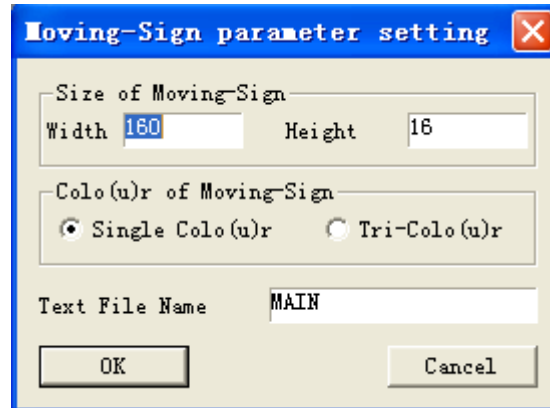 Moving-Sign parameter setting
Size of Moving-Sign
Width 160 Height 16
Colo(u)r of Moving-Sign
Single Colo(u)r Tri-Colo(u)r
Text File Name MAIN
OK Cancel